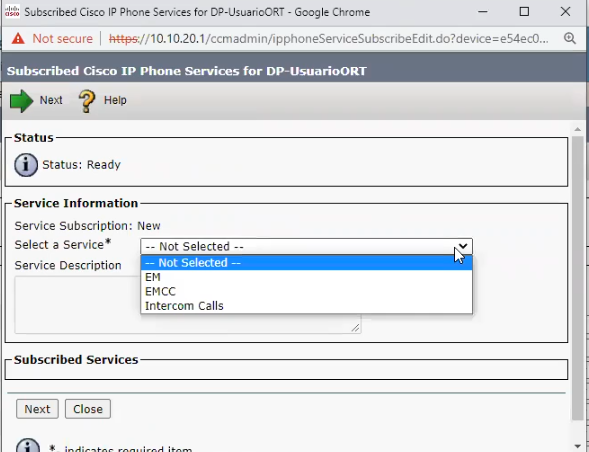 Subscribed Cisco IP Phone Services for DP-UsuarioORT - Google Chrome
Not secure | https://10.10.20.1/ccmadmin/ipphoneServiceSubscribeEdit.do?device=e54ec0...
Subscribed Cisco IP Phone Services for DP-UsuarioORT
Next Help
Status
Status: Ready
Service Information
Service Subscription: New
Select a Service* -- Not Selected --
-- Not Selected --
Service Description
EM
EMCC
Intercom Calls
Subscribed Services
Next Close
*- indicates required item